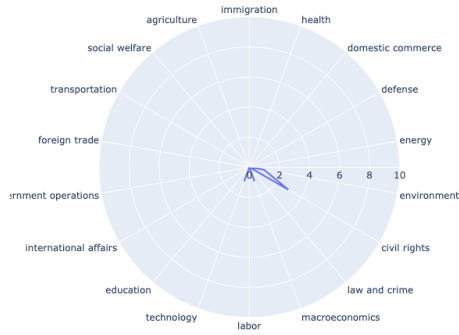 immigration
agriculture
health
social welfare
domestic commerce
transportation
defense
foreign trade
energy
0 2 4 6 8 10
ernment operations
environment
international affairs
civil rights
education
law and crime
technology
macroeconomics
labor